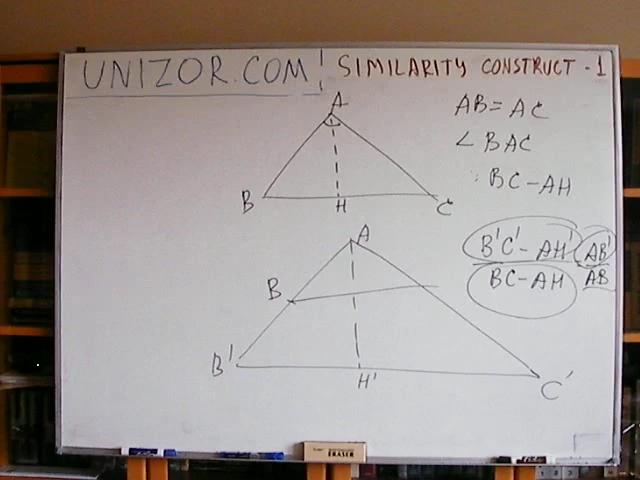 UNIZOR.COM! SIMILARITY CONSTRUCT - 1
A
AB = AC
∠ BAC
BC - AH
B
H
C
A
B'C' - AH' AB'
BC - AH AB
B
B'
H'
C'
ERASER